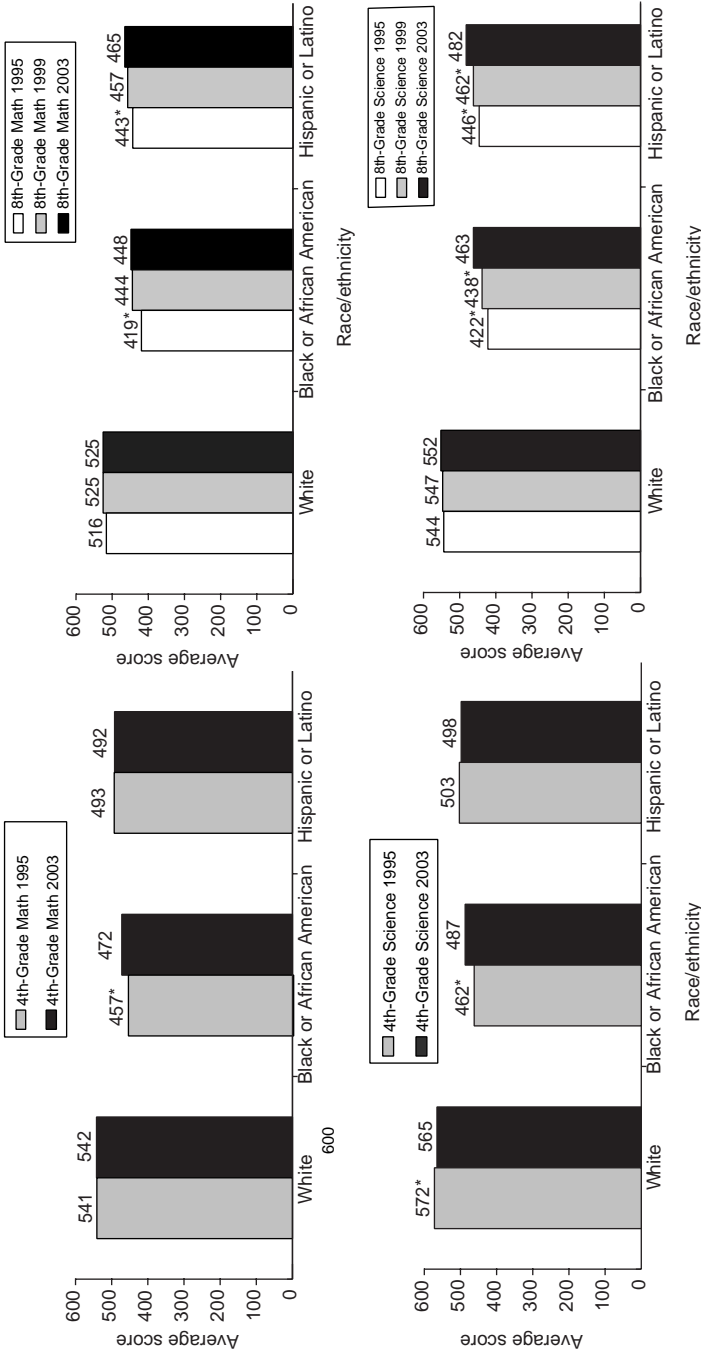 4th-Grade Math 1995
4th-Grade Math 2003
600
500
400
300
200
100
0
Average score
541
542
457*
472
493
492
White
Black or African American
Hispanic or Latino
600
8th-Grade Math 1995
8th-Grade Math 1999
8th-Grade Math 2003
600
500
400
300
200
100
0
Average score
516
525
525
419*
444
448
443*
457
465
White
Black or African American
Hispanic or Latino
Race/ethnicity
4th-Grade Science 1995
4th-Grade Science 2003
600
500
400
300
200
100
0
Average score
572*
565
462*
487
503
498
White
Black or African American
Hispanic or Latino
Race/ethnicity
8th-Grade Science 1995
8th-Grade Science 1999
8th-Grade Science 2003
600
500
400
300
200
100
0
Average score
544
547
552
422*
438*
463
446*
462*
482
White
Black or African American
Hispanic or Latino
Race/ethnicity